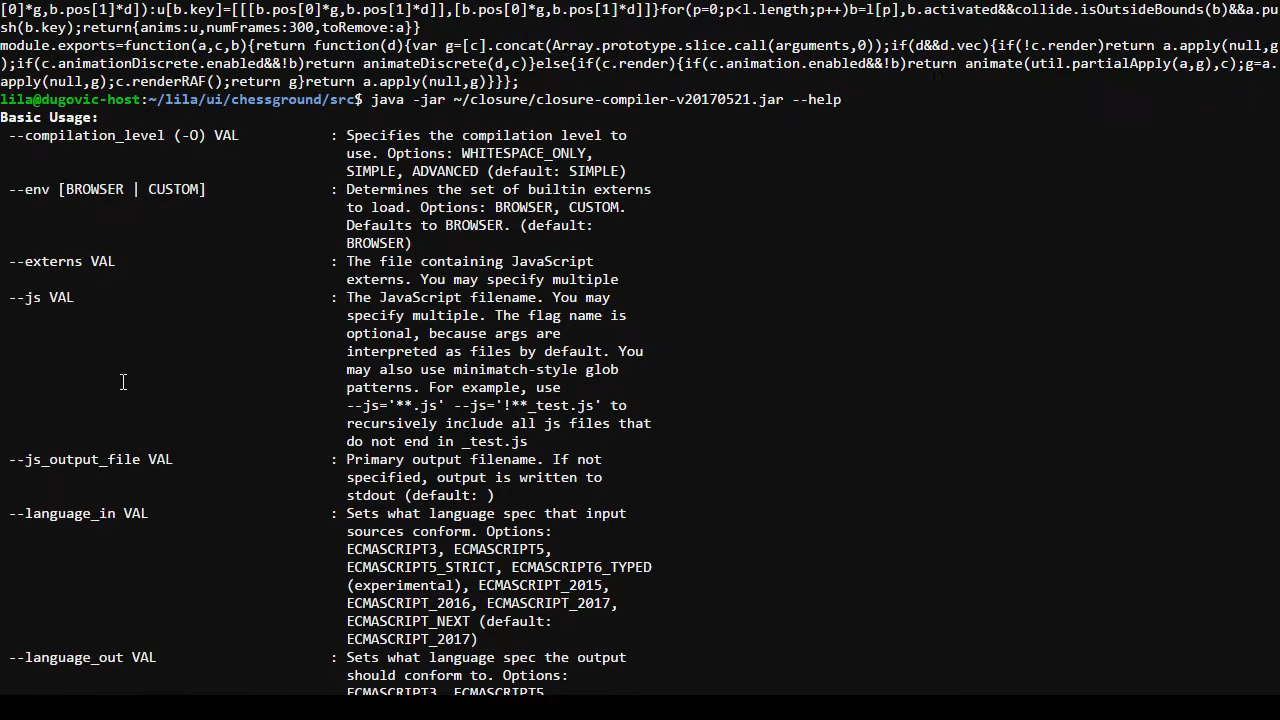 [0]*g,b.pos[1]*d]):u[b.key]=[[[b.pos[0]*g,b.pos[1]*d]],[b.pos[0]*g,b.pos[1]*d]]}for(p=0;p<l.length;p++)b=l[p],b.activated&&collide.isOutsideBounds(b)&&a.pu
sh(b.key);return{anims:u,numFrames:300,toRemove:a}}
module.exports=function(a,c,b){return function(d){var g=[c].concat(Array.prototype.slice.call(arguments,0));if(d&&d.vec){if(!c.render)return a.apply(null,g
);if(c.animationDiscrete.enabled&&!b)return animateDiscrete(d,c)}else{if(c.render){if(c.animation.enabled&&!b)return animate(util.partialApply(a,g),c);g=a.
apply(null,g);c.renderRAF();return g}return a.apply(null,g)}}};
lila@dugovic-host:~/lila/ui/chessground/src$ java -jar ~/closure/closure-compiler-v20170521.jar --help
Basic Usage:
--compilation_level (-O) VAL : Specifies the compilation level to
use. Options: WHITESPACE_ONLY,
SIMPLE, ADVANCED (default: SIMPLE)
--env [BROWSER | CUSTOM] : Determines the set of builtin externs
to load. Options: BROWSER, CUSTOM.
Defaults to BROWSER. (default:
BROWSER)
--externs VAL : The file containing JavaScript
externs. You may specify multiple
--js VAL : The JavaScript filename. You may
specify multiple. The flag name is
optional, because args are
interpreted as files by default. You
may also use minimatch-style glob
patterns. For example, use
--js='**.js' --js='!**_test.js' to
recursively include all js files that
do not end in _test.js
--js_output_file VAL : Primary output filename. If not
specified, output is written to
stdout (default: )
--language_in VAL : Sets what language spec that input
sources conform. Options:
ECMASCRIPT3, ECMASCRIPT5,
ECMASCRIPT5_STRICT, ECMASCRIPT6_TYPED
(experimental), ECMASCRIPT_2015,
ECMASCRIPT_2016, ECMASCRIPT_2017,
ECMASCRIPT_NEXT (default:
ECMASCRIPT_2017)
--language_out VAL : Sets what language spec the output
should conform to. Options:
ECMASCRIPT3, ECMASCRIPT5,